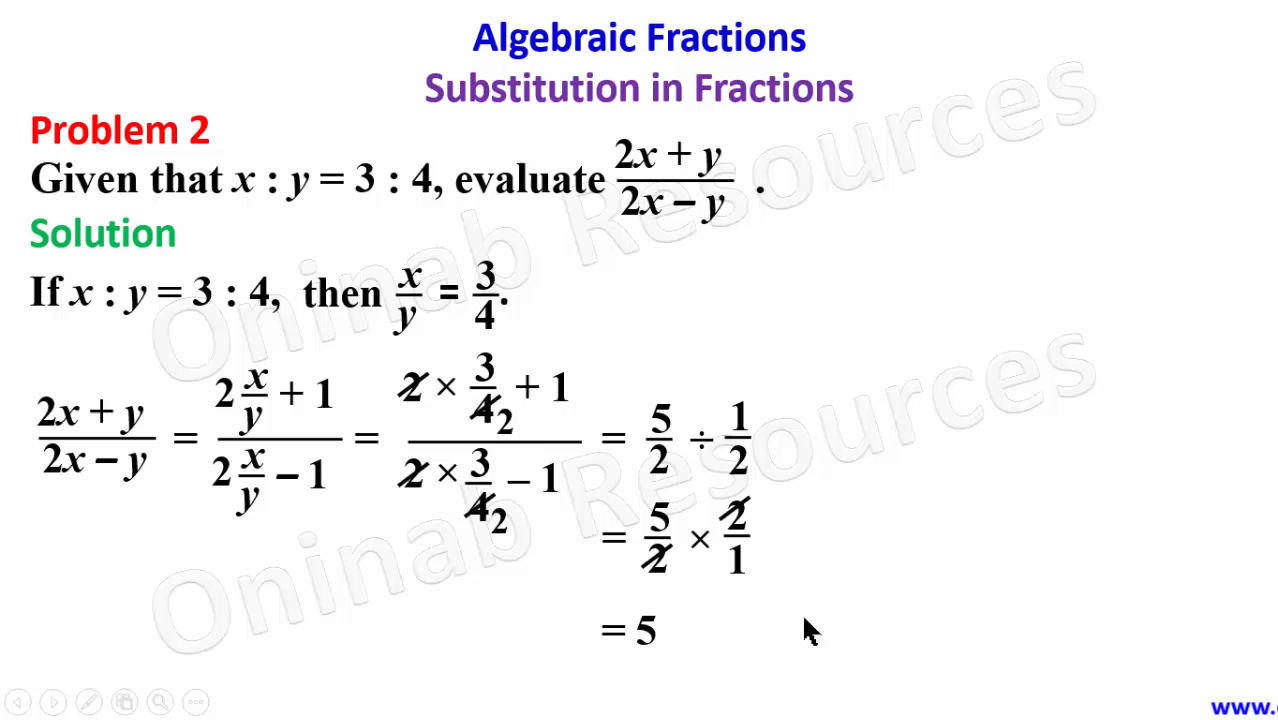 Algebraic Fractions
Substitution in Fractions
Problem 2
Given that x : y = 3 : 4, evaluate (2x + y)/(2x – y) .
Solution
If x : y = 3 : 4, then x/y = 3/4.
(2x + y)/(2x – y) = (2 x/y + 1)/(2 x/y – 1) = (2 × 3/4 2 + 1)/(2 × 3/4 2 – 1) = 5/2 ÷ 1/2
= 5/2 × 2/1
= 5
Oninab Resources
Oninab Resources
www.